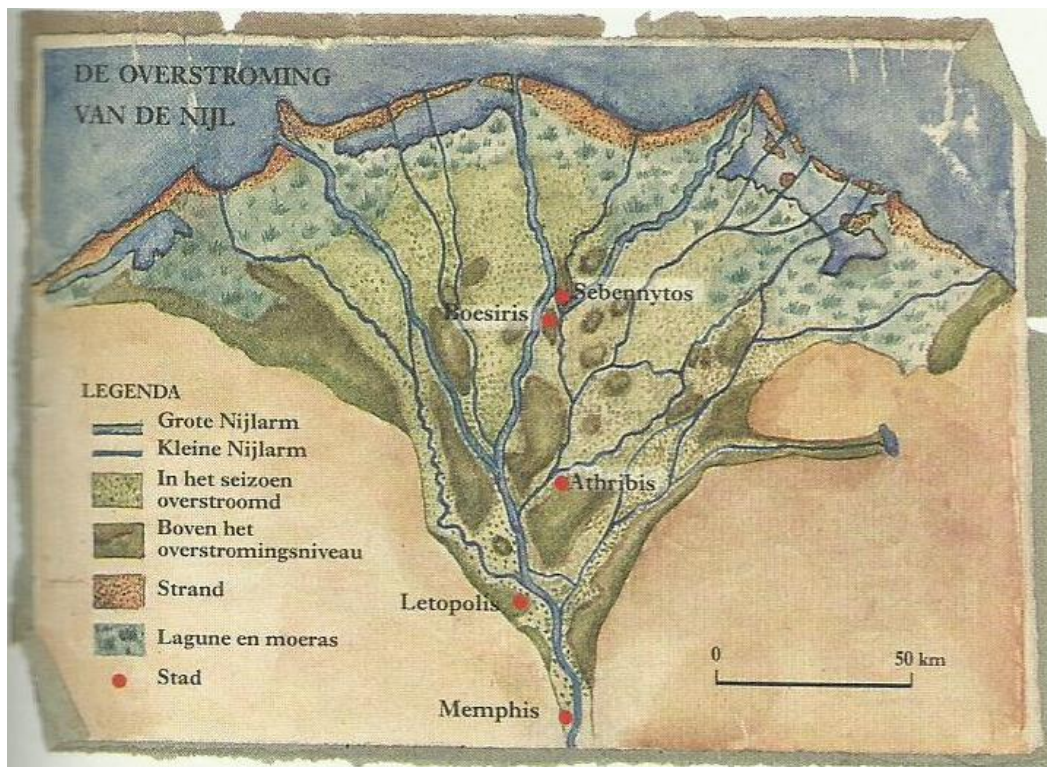 DE OVERSTROMING
VAN DE NIJL
Sebennytos
Boesiris
LEGENDA
Grote Nijlarm
Kleine Nijlarm
In het seizoen
overstroomd
Boven het
overstromingsniveau
Strand
Lagune en moeras
Stad
Athribis
Letopolis
Memphis
0 50 km